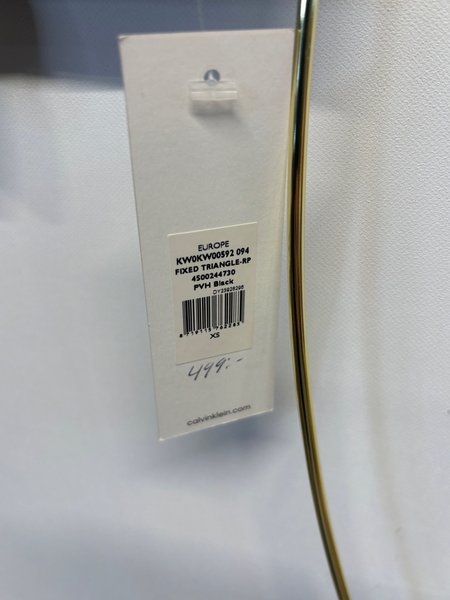 EUROPE
KW0KW00592 094
FIXED TRIANGLE-RP
4500244730
PVH Black
XS
499:-
calvinklein.com